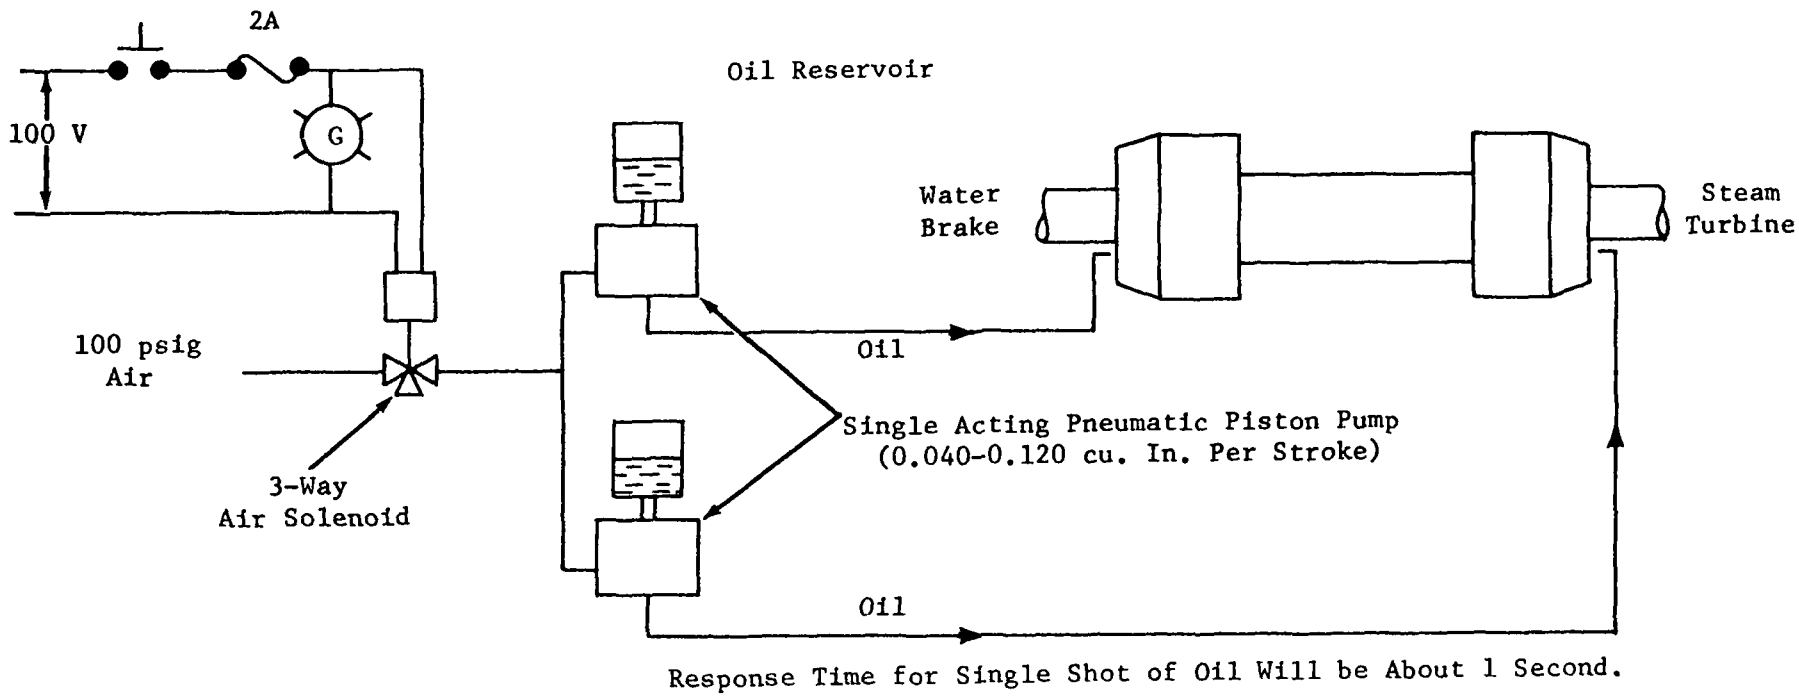 2A
Oil Reservoir
100 V
G
Water
Brake
Steam
Turbine
100 psig
Air
Oil
Single Acting Pneumatic Piston Pump
(0.040-0.120 cu. In. Per Stroke)
3-Way
Air Solenoid
Oil
Response Time for Single Shot of Oil Will be About 1 Second.